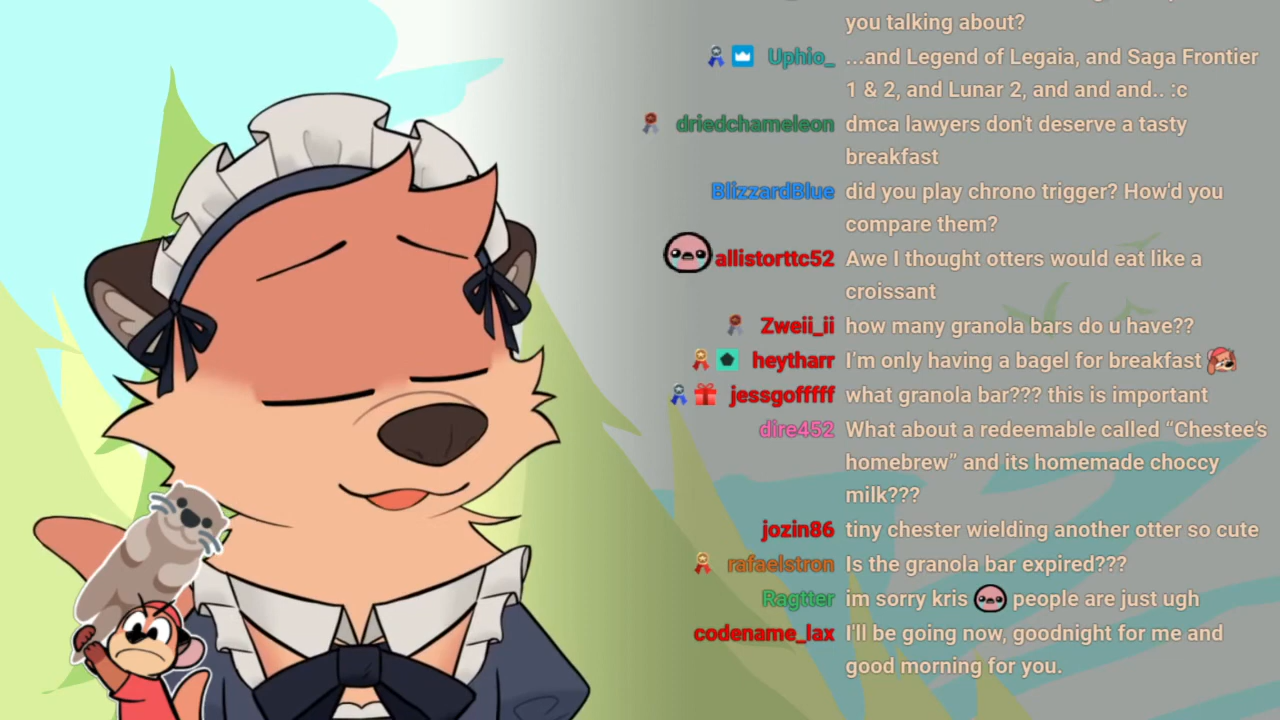 you talking about?
Uphio_ ...and Legend of Legaia, and Saga Frontier
1 & 2, and Lunar 2, and and and.. :c
driedchameleon dmca lawyers don't deserve a tasty
breakfast
BlizzardBlue did you play chrono trigger? How'd you
compare them?
allistorttc52 Awe I thought otters would eat like a
croissant
Zweii_ii how many granola bars do u have??
heytharr I'm only having a bagel for breakfast
jessgofffff what granola bar??? this is important
dire452 What about a redeemable called “Chestee’s
homebrew” and its homemade choccy
milk???
jozin86 tiny chester wielding another otter so cute
rafaelstron Is the granola bar expired???
Ragtter im sorry kris people are just ugh
codename_lax I'll be going now, goodnight for me and
good morning for you.